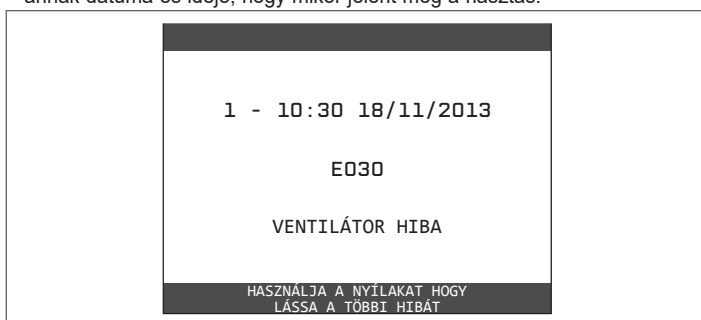 annak dátuma és ideje, hogy mikor jelent meg a hasztás.
1 - 10:30 18/11/2013
E030
VENTILÁTOR HIBA
HASZNÁLJA A NYÍLAKAT HOGY
LÁSSA A TÖBBI HIBÁT